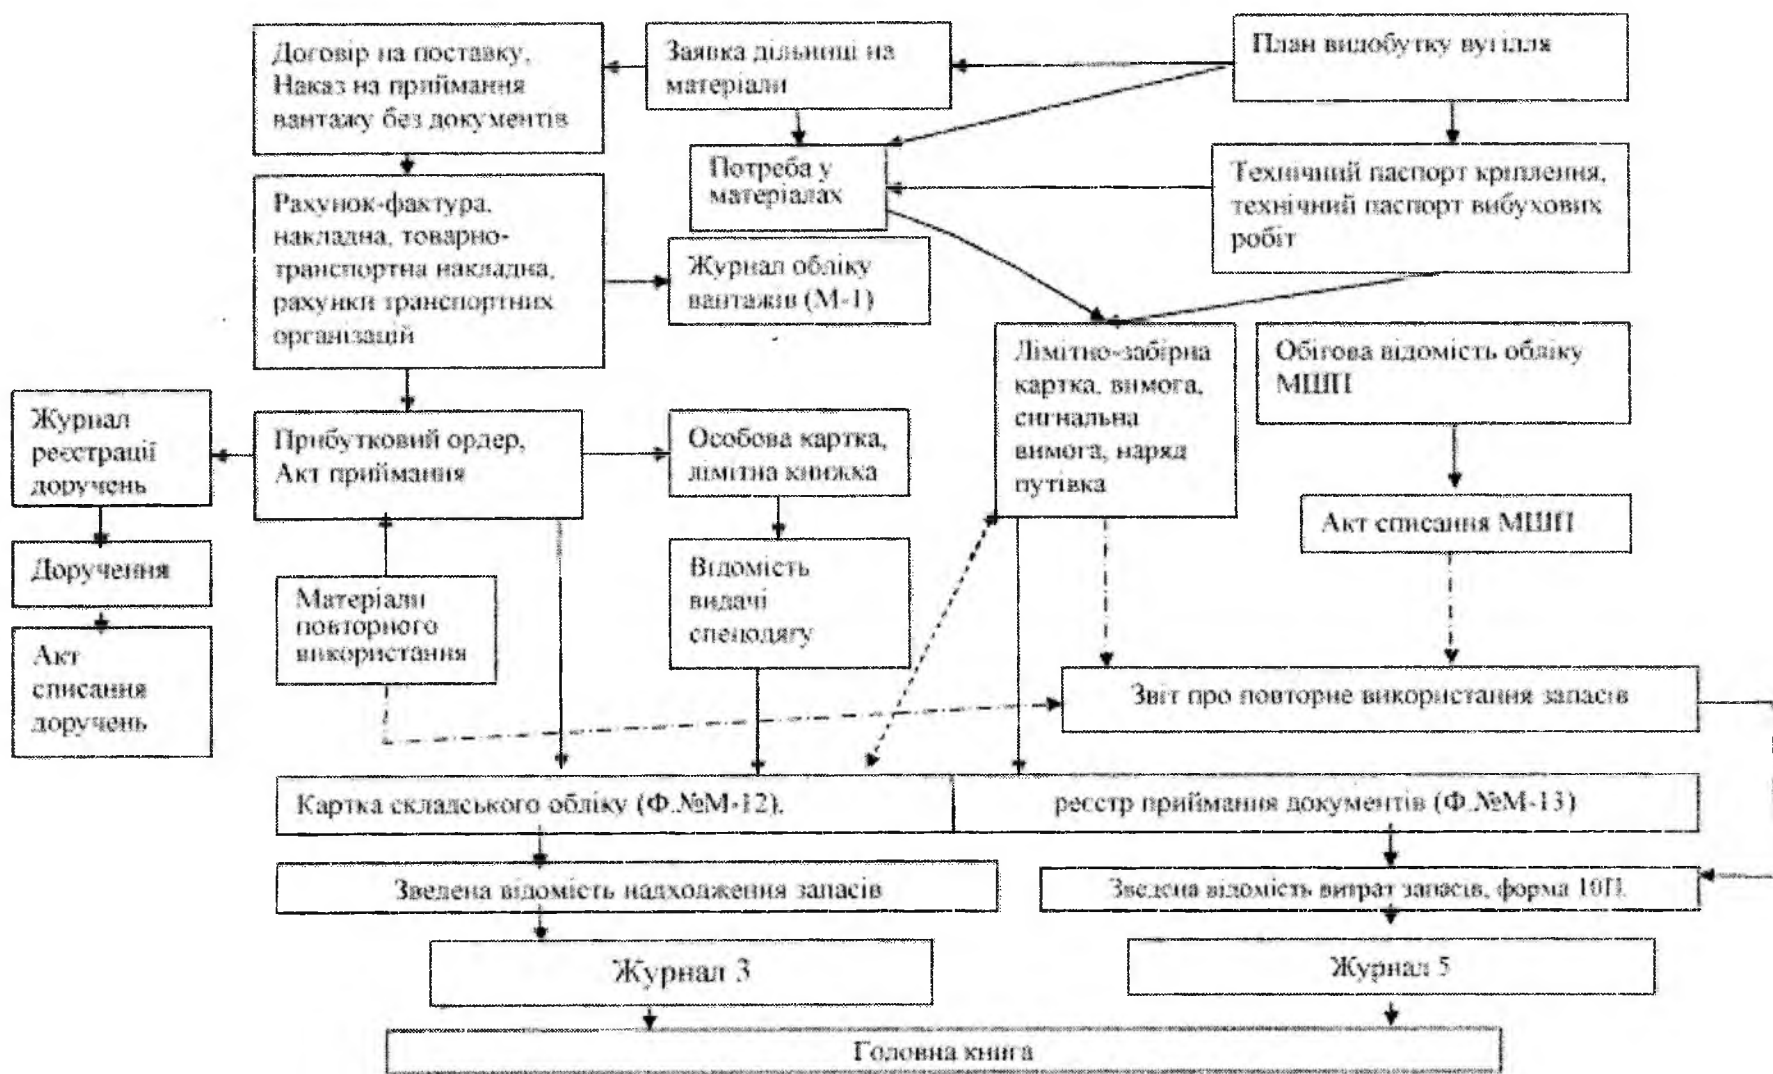 Договір на поставку,
Наказ на приймання
вантажу без документів
Заявка дільниці на
матеріали
План видобутку вугілля
Потреба у
матеріалах
Технічний паспорт кріплення,
технічний паспорт вибухових
робіт
Рахунок-фактура,
накладна, товарно-
транспортна накладна,
рахунки транспортних
організацій
Журнал обліку
вантажів (М-1)
Лімітно-забірна
картка, вимога,
сигнальна
вимога, наряд
путівка
Обігова відомість обліку
МШП
Журнал
реєстрації
доручень
Прибутковий ордер,
Акт приймання
Особова картка,
лімітна книжка
Акт списання МШП
Доручення
Матеріали
повторного
використання
Відомість
видачі
спецодягу
Акт
списання
доручень
Звіт про повторне використання запасів
Картка складського обліку (Ф.№М-12),
реєстр приймання документів (Ф.№М-13)
Зведена відомість надходження запасів
Зведена відомість витрат запасів, форма 10П.
Журнал 3
Журнал 5
Головна книга